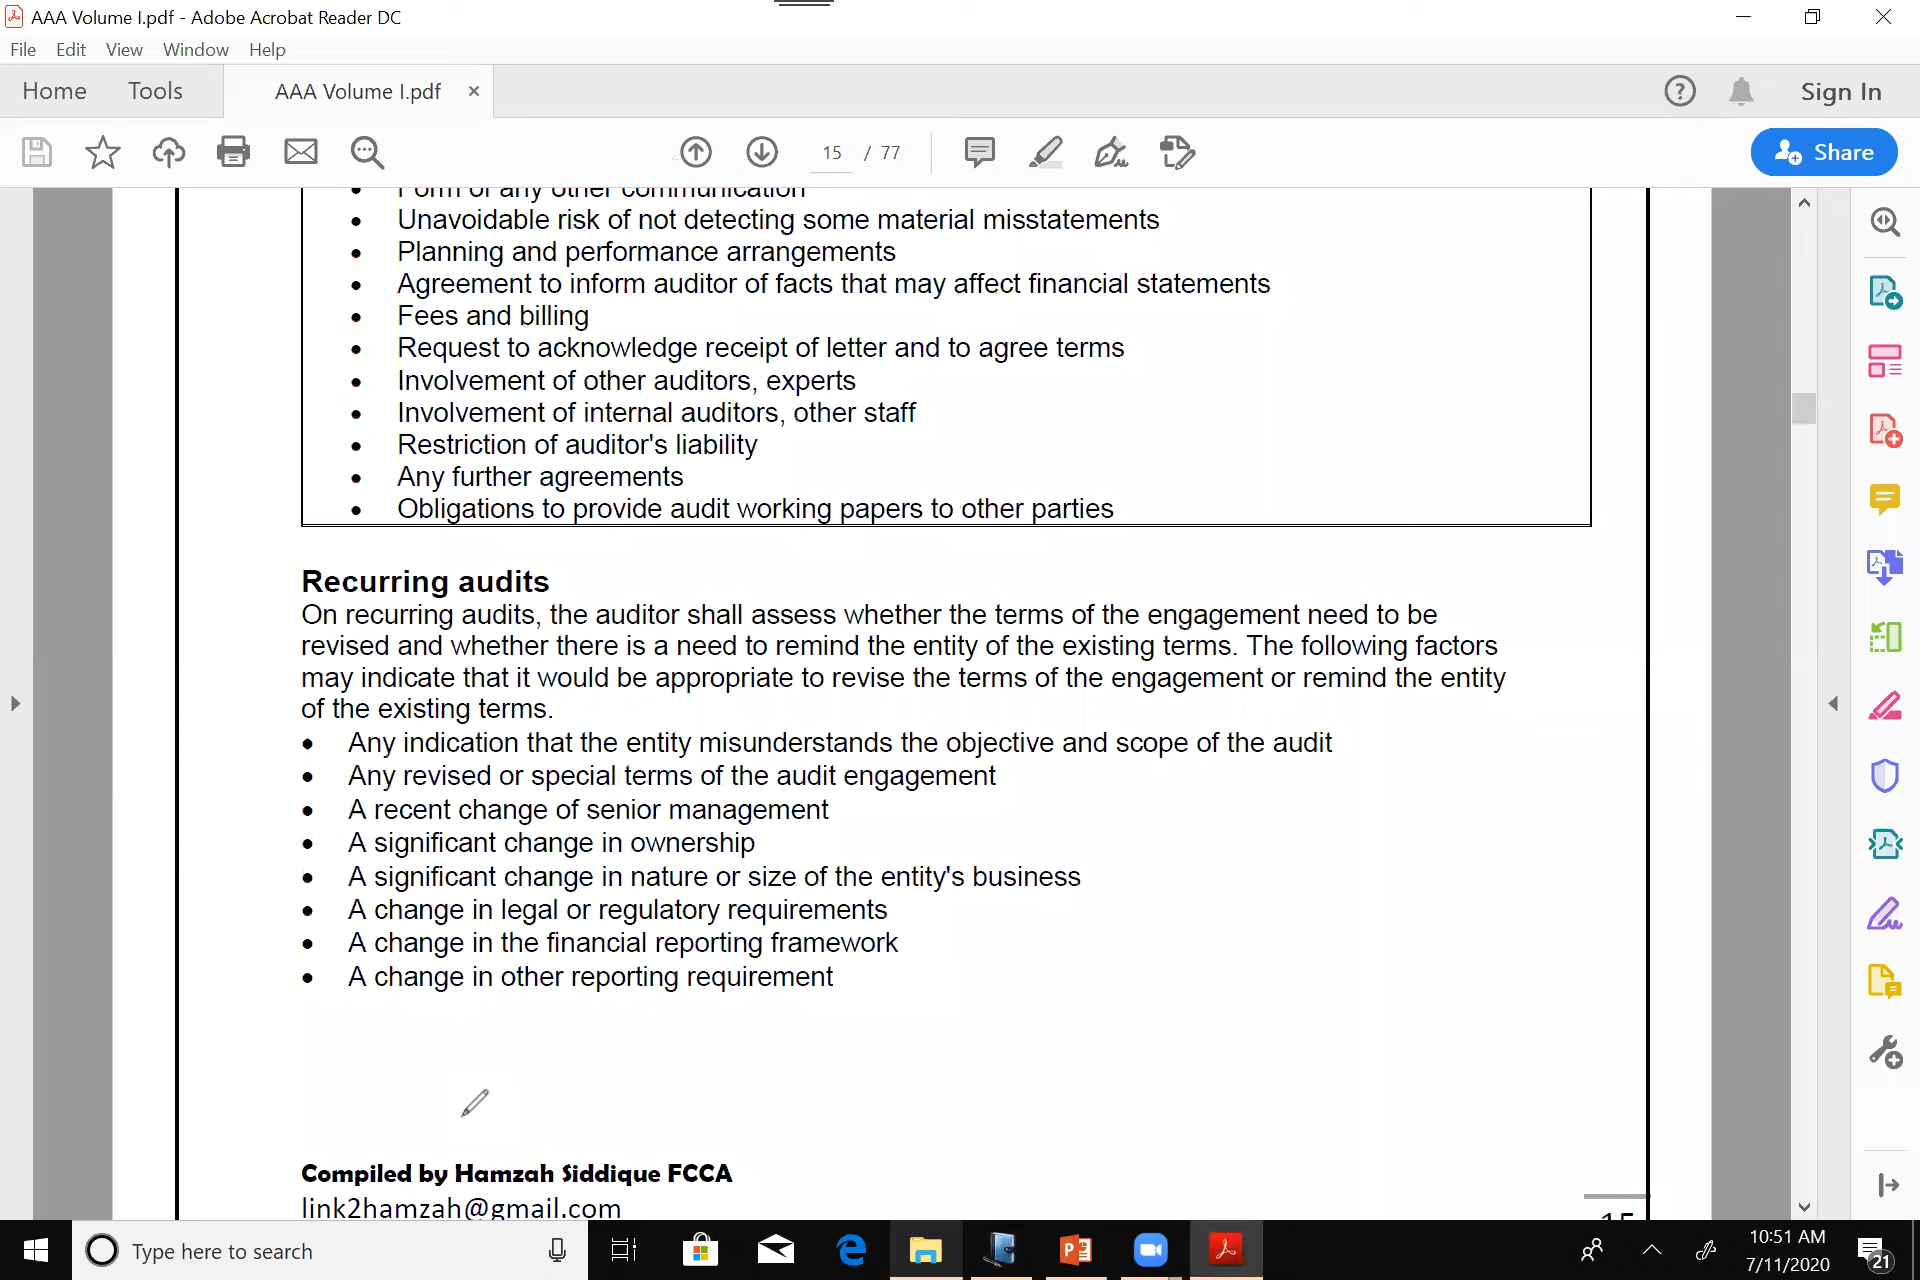 AAA Volume I.pdf - Adobe Acrobat Reader DC
File Edit View Window Help
Home Tools AAA Volume I.pdf × ? Sign In
15 / 77 Share
• Form of any other communication
• Unavoidable risk of not detecting some material misstatements
• Planning and performance arrangements
• Agreement to inform auditor of facts that may affect financial statements
• Fees and billing
• Request to acknowledge receipt of letter and to agree terms
• Involvement of other auditors, experts
• Involvement of internal auditors, other staff
• Restriction of auditor's liability
• Any further agreements
• Obligations to provide audit working papers to other parties
Recurring audits
On recurring audits, the auditor shall assess whether the terms of the engagement need to be
revised and whether there is a need to remind the entity of the existing terms. The following factors
may indicate that it would be appropriate to revise the terms of the engagement or remind the entity
of the existing terms.
• Any indication that the entity misunderstands the objective and scope of the audit
• Any revised or special terms of the audit engagement
• A recent change of senior management
• A significant change in ownership
• A significant change in nature or size of the entity's business
• A change in legal or regulatory requirements
• A change in the financial reporting framework
• A change in other reporting requirement
Compiled by Hamzah Siddique FCCA
link2hamzah@gmail.com
15
Type here to search
10:51 AM
7/11/2020
21